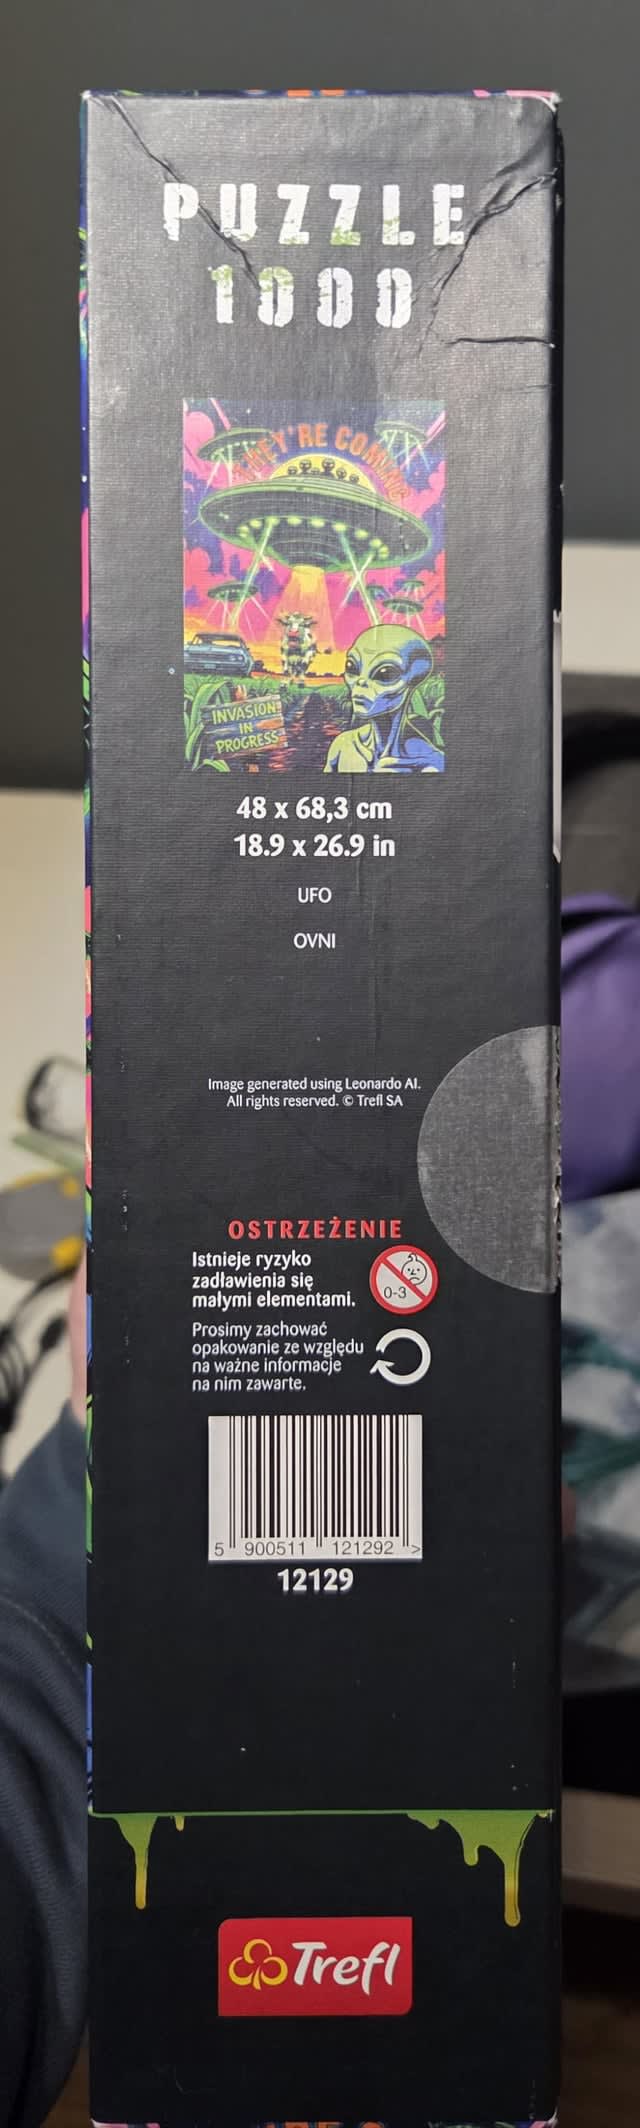 PUZZLE
1000
THEY'RE COMING
INVASION
IN
PROGRESS
48 x 68,3 cm
18.9 x 26.9 in
UFO
OVNI
Image generated using Leonardo AI.
All rights reserved. © Trefl SA
OSTRZEŻENIE
Istnieje ryzyko
zadławienia się
małymi elementami.
0-3
Prosimy zachować
opakowanie ze względu
na ważne informacje
na nim zawarte.
5 900511 121292 >
12129
Trefl